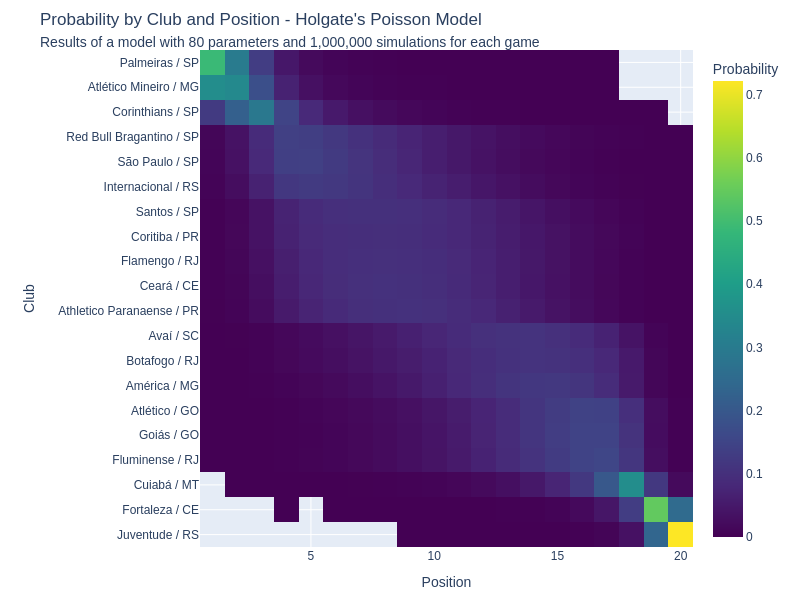 Probability by Club and Position - Holgate's Poisson Model
Results of a model with 80 parameters and 1,000,000 simulations for each game
Palmeiras / SP
Atlético Mineiro / MG
Corinthians / SP
Red Bull Bragantino / SP
São Paulo / SP
Internacional / RS
Santos / SP
Coritiba / PR
Flamengo / RJ
Ceará / CE
Athletico Paranaense / PR
Avaí / SC
Botafogo / RJ
América / MG
Atlético / GO
Goiás / GO
Fluminense / RJ
Cuiabá / MT
Fortaleza / CE
Juventude / RS
Club
5
10
15
20
Position
Probability
0.7
0.6
0.5
0.4
0.3
0.2
0.1
0